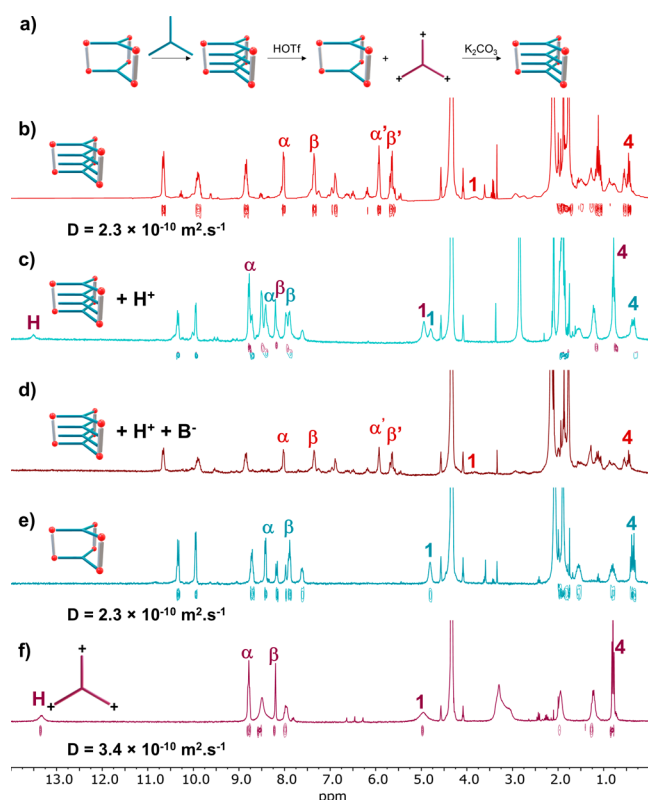 a)
HOTf
+
+
+
+
K₂CO₃
b)
α
β
α’
β’
1
4
D = 2.3 × 10⁻¹⁰ m².s⁻¹
c)
+ H⁺
H
α
α
β
β
1
1
4
4
d)
+ H⁺ + B⁻
α
β
α’
β’
1
4
e)
α
β
1
4
D = 2.3 × 10⁻¹⁰ m².s⁻¹
f)
+
+
+
H
α
β
1
4
D = 3.4 × 10⁻¹⁰ m².s⁻¹
13.0 12.0 11.0 10.0 9.0 8.0 7.0 6.0 5.0 4.0 3.0 2.0 1.0 0.0
ppm